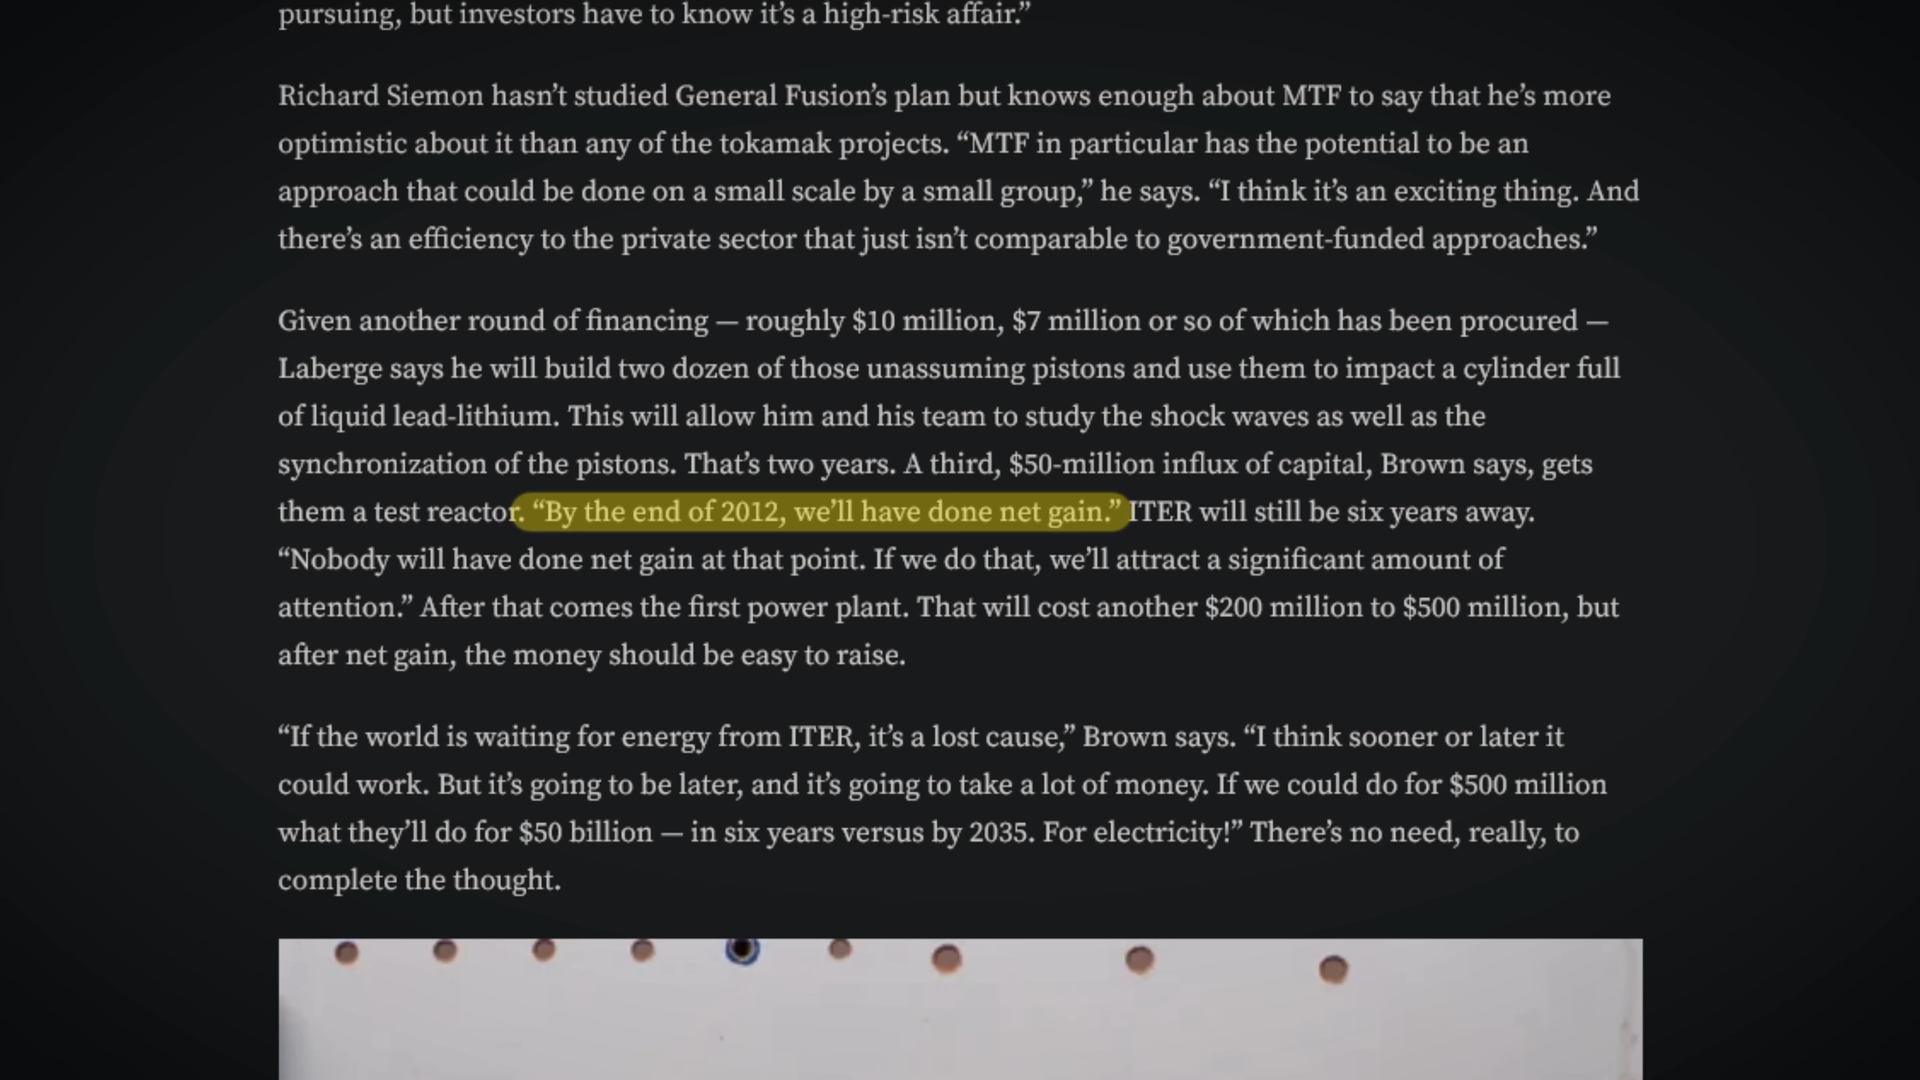 pursuing, but investors have to know it’s a high-risk affair.”
Richard Siemon hasn’t studied General Fusion’s plan but knows enough about MTF to say that he’s more
optimistic about it than any of the tokamak projects. “MTF in particular has the potential to be an
approach that could be done on a small scale by a small group,” he says. “I think it’s an exciting thing. And
there’s an efficiency to the private sector that just isn’t comparable to government-funded approaches.”
Given another round of financing — roughly $10 million, $7 million or so of which has been procured —
Laberge says he will build two dozen of those unassuming pistons and use them to impact a cylinder full
of liquid lead-lithium. This will allow him and his team to study the shock waves as well as the
synchronization of the pistons. That’s two years. A third, $50-million influx of capital, Brown says, gets
them a test reactor. “By the end of 2012, we’ll have done net gain.” ITER will still be six years away.
“Nobody will have done net gain at that point. If we do that, we’ll attract a significant amount of
attention.” After that comes the first power plant. That will cost another $200 million to $500 million, but
after net gain, the money should be easy to raise.
“If the world is waiting for energy from ITER, it’s a lost cause,” Brown says. “I think sooner or later it
could work. But it’s going to be later, and it’s going to take a lot of money. If we could do for $500 million
what they’ll do for $50 billion — in six years versus by 2035. For electricity!” There’s no need, really, to
complete the thought.